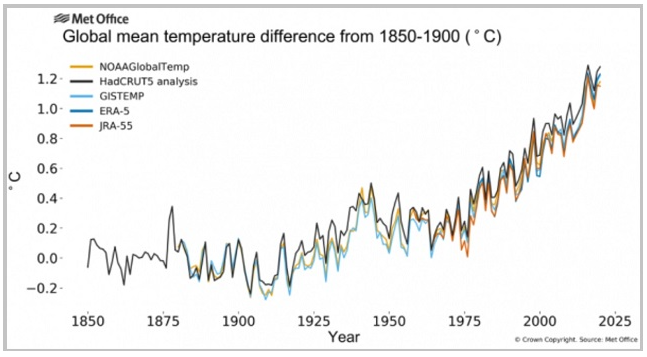 Met Office
Global mean temperature difference from 1850-1900 (°C)
NOAAGlobalTemp
HadCRUT5 analysis
GISTEMP
ERA-5
JRA-55
1.2
1.0
0.8
0.6
0.4
0.2
0.0
−0.2
°C
1850 1875 1900 1925 1950 1975 2000 2025
Year
© Crown Copyright. Source: Met Office